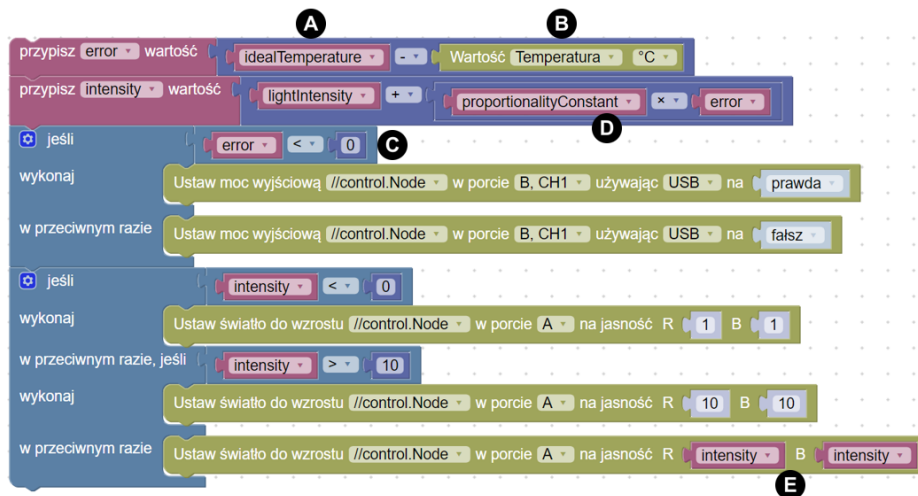 A B
przypisz error wartość idealTemperature - Wartość Temperatura °C
przypisz intensity wartość lightIntensity + proportionalityConstant × error
D
jeśli error < 0 C
wykonaj Ustaw moc wyjściową //control.Node w porcie B, CH1 używając USB na prawda
w przeciwnym razie Ustaw moc wyjściową //control.Node w porcie B, CH1 używając USB na fałsz
jeśli intensity < 0
wykonaj Ustaw światło do wzrostu //control.Node w porcie A na jasność R 1 B 1
w przeciwnym razie, jeśli intensity > 10
wykonaj Ustaw światło do wzrostu //control.Node w porcie A na jasność R 10 B 10
w przeciwnym razie Ustaw światło do wzrostu //control.Node w porcie A na jasność R intensity B intensity
E